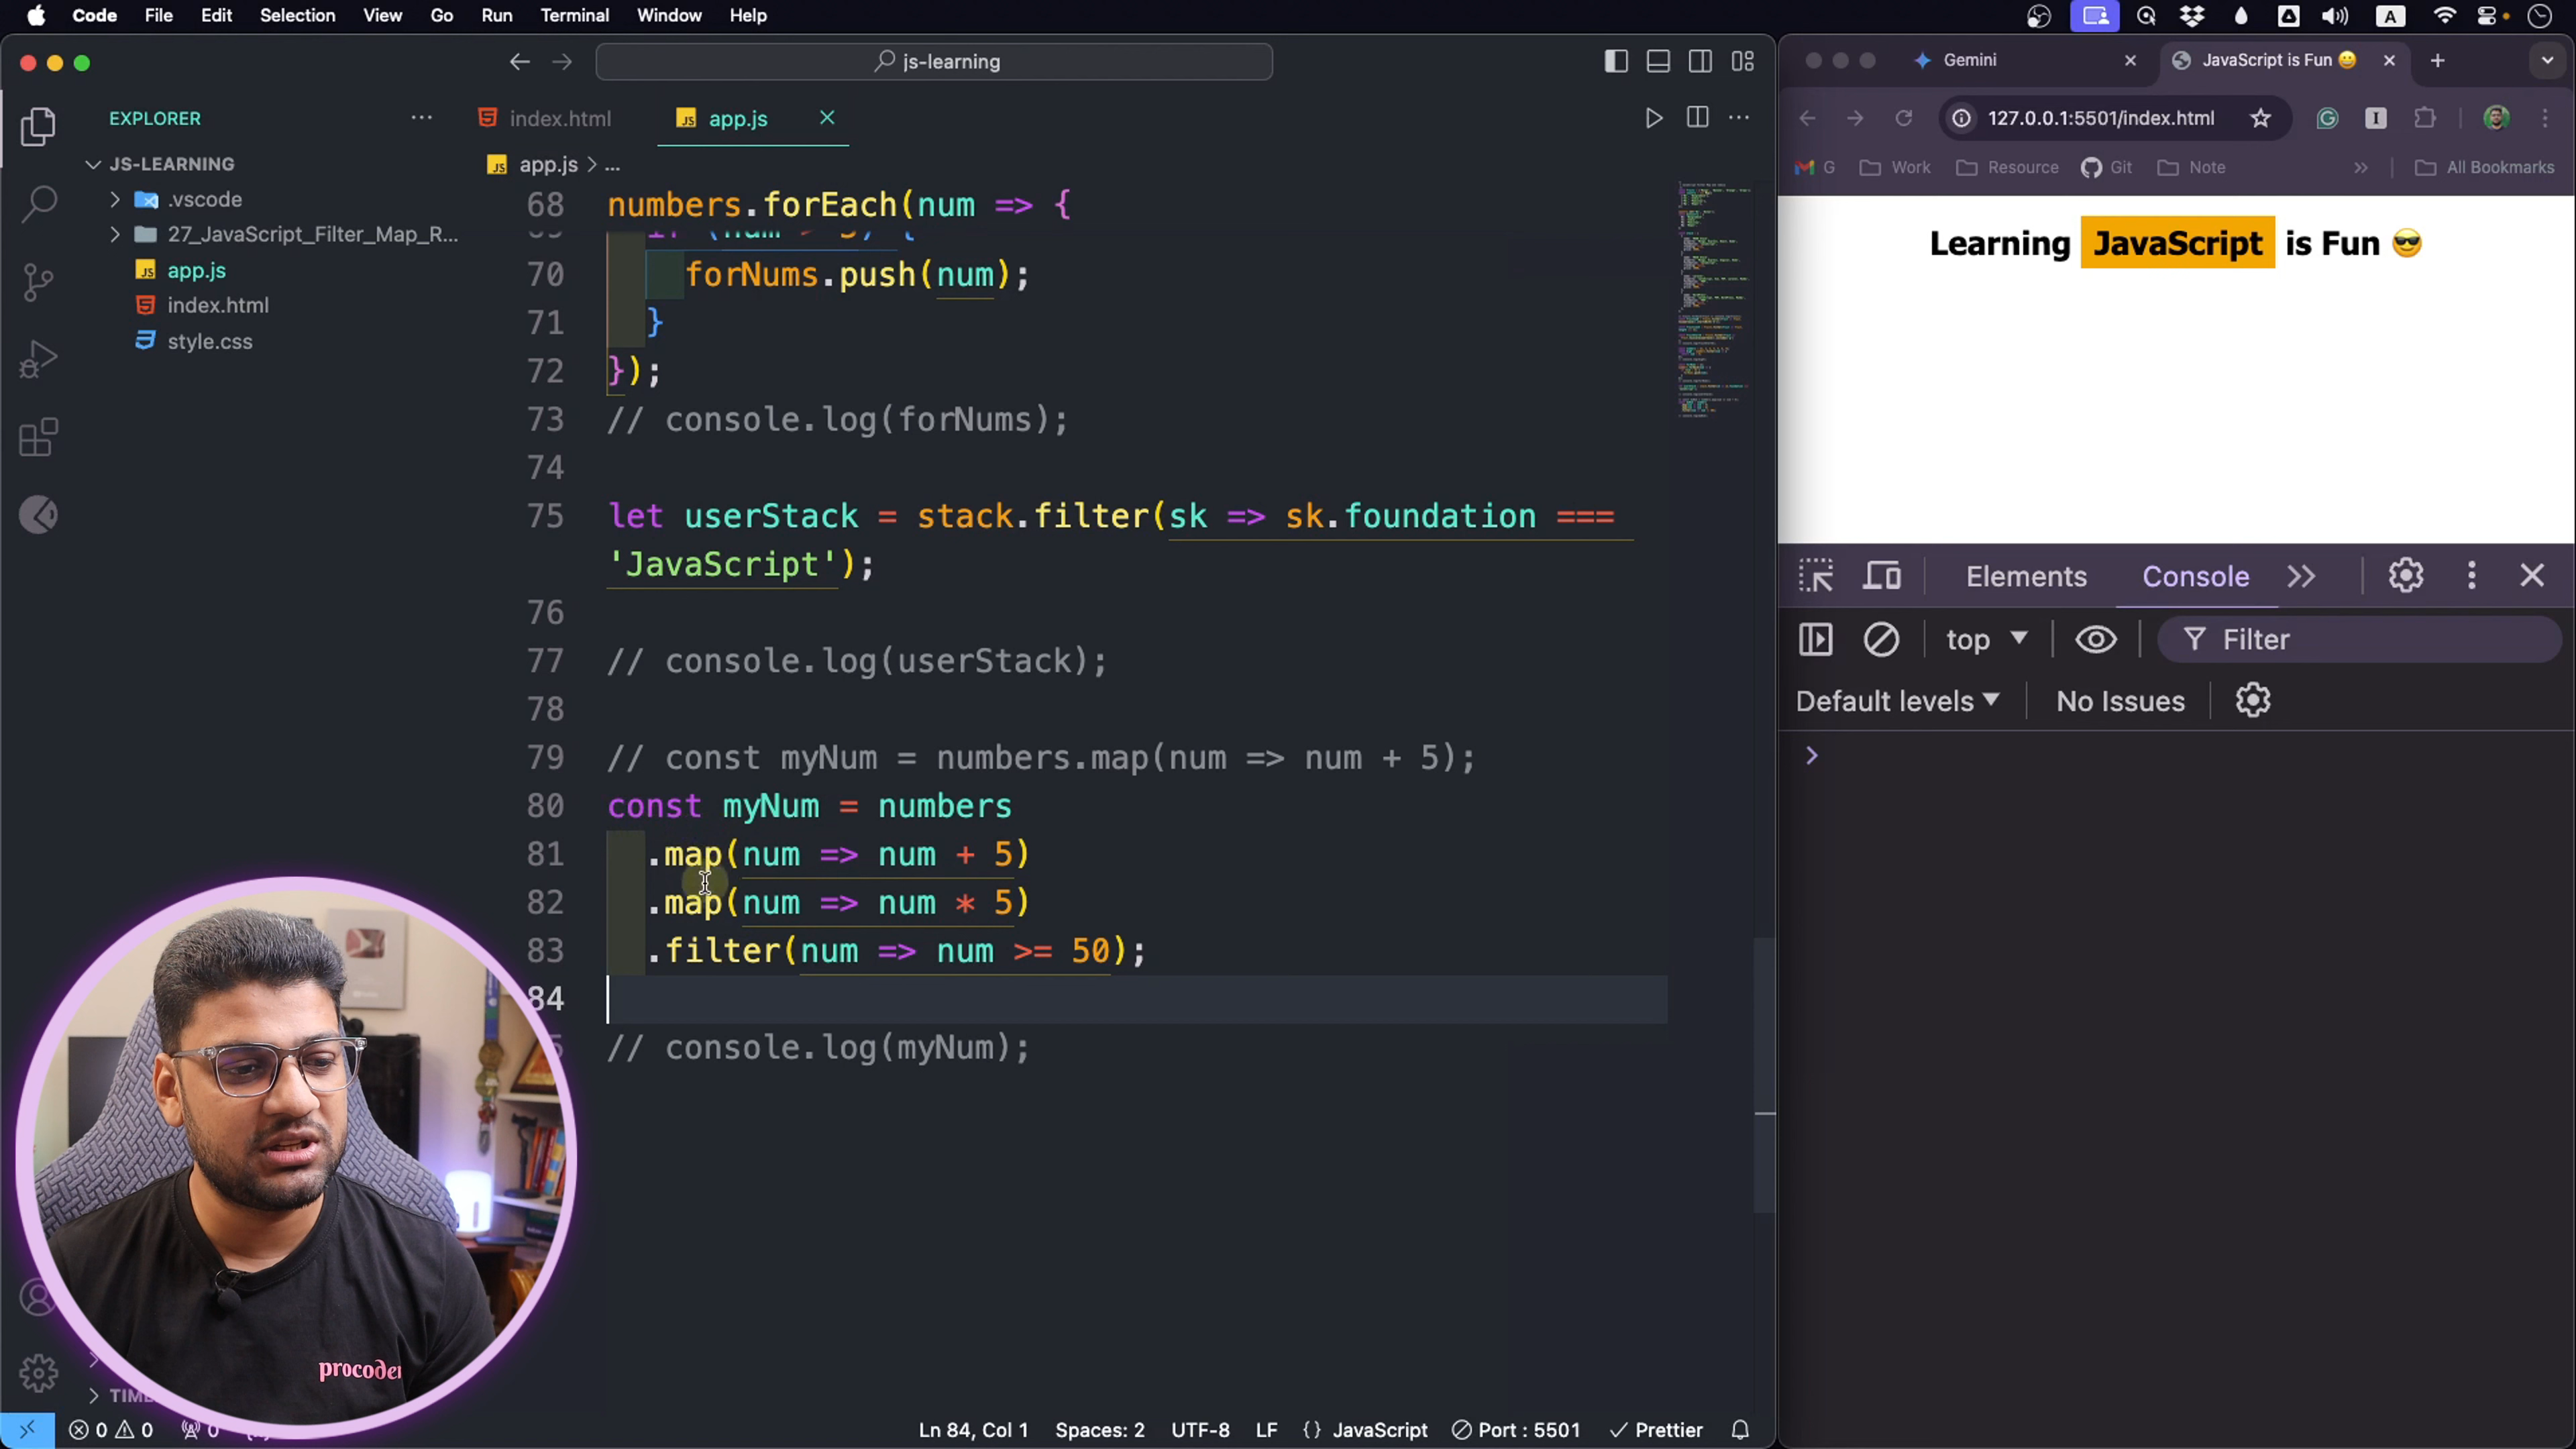 Code File Edit Selection View Go Run Terminal Window Help
A
js-learning
EXPLORER
JS-LEARNING
.vscode
27_JavaScript_Filter_Map_R...
JS app.js
index.html
style.css
index.html
JS app.js
JS app.js > ...
68 numbers.forEach(num => {
70 forNums.push(num);
71 }
72 });
73 // console.log(forNums);
74
75 let userStack = stack.filter(sk => sk.foundation ===
'JavaScript');
76
77 // console.log(userStack);
78
79 // const myNum = numbers.map(num => num + 5);
80 const myNum = numbers
81 .map(num => num + 5)
82 .map(num => num * 5)
83 .filter(num => num >= 50);
84
// console.log(myNum);
procoder
0 0 0
Ln 84, Col 1 Spaces: 2 UTF-8 LF {} JavaScript Port : 5501 Prettier
Gemini
JavaScript is Fun 😀
127.0.0.1:5501/index.html
G Work Resource Git Note » All Bookmarks
Learning JavaScript is Fun 😎
Elements Console
top Filter
Default levels No Issues